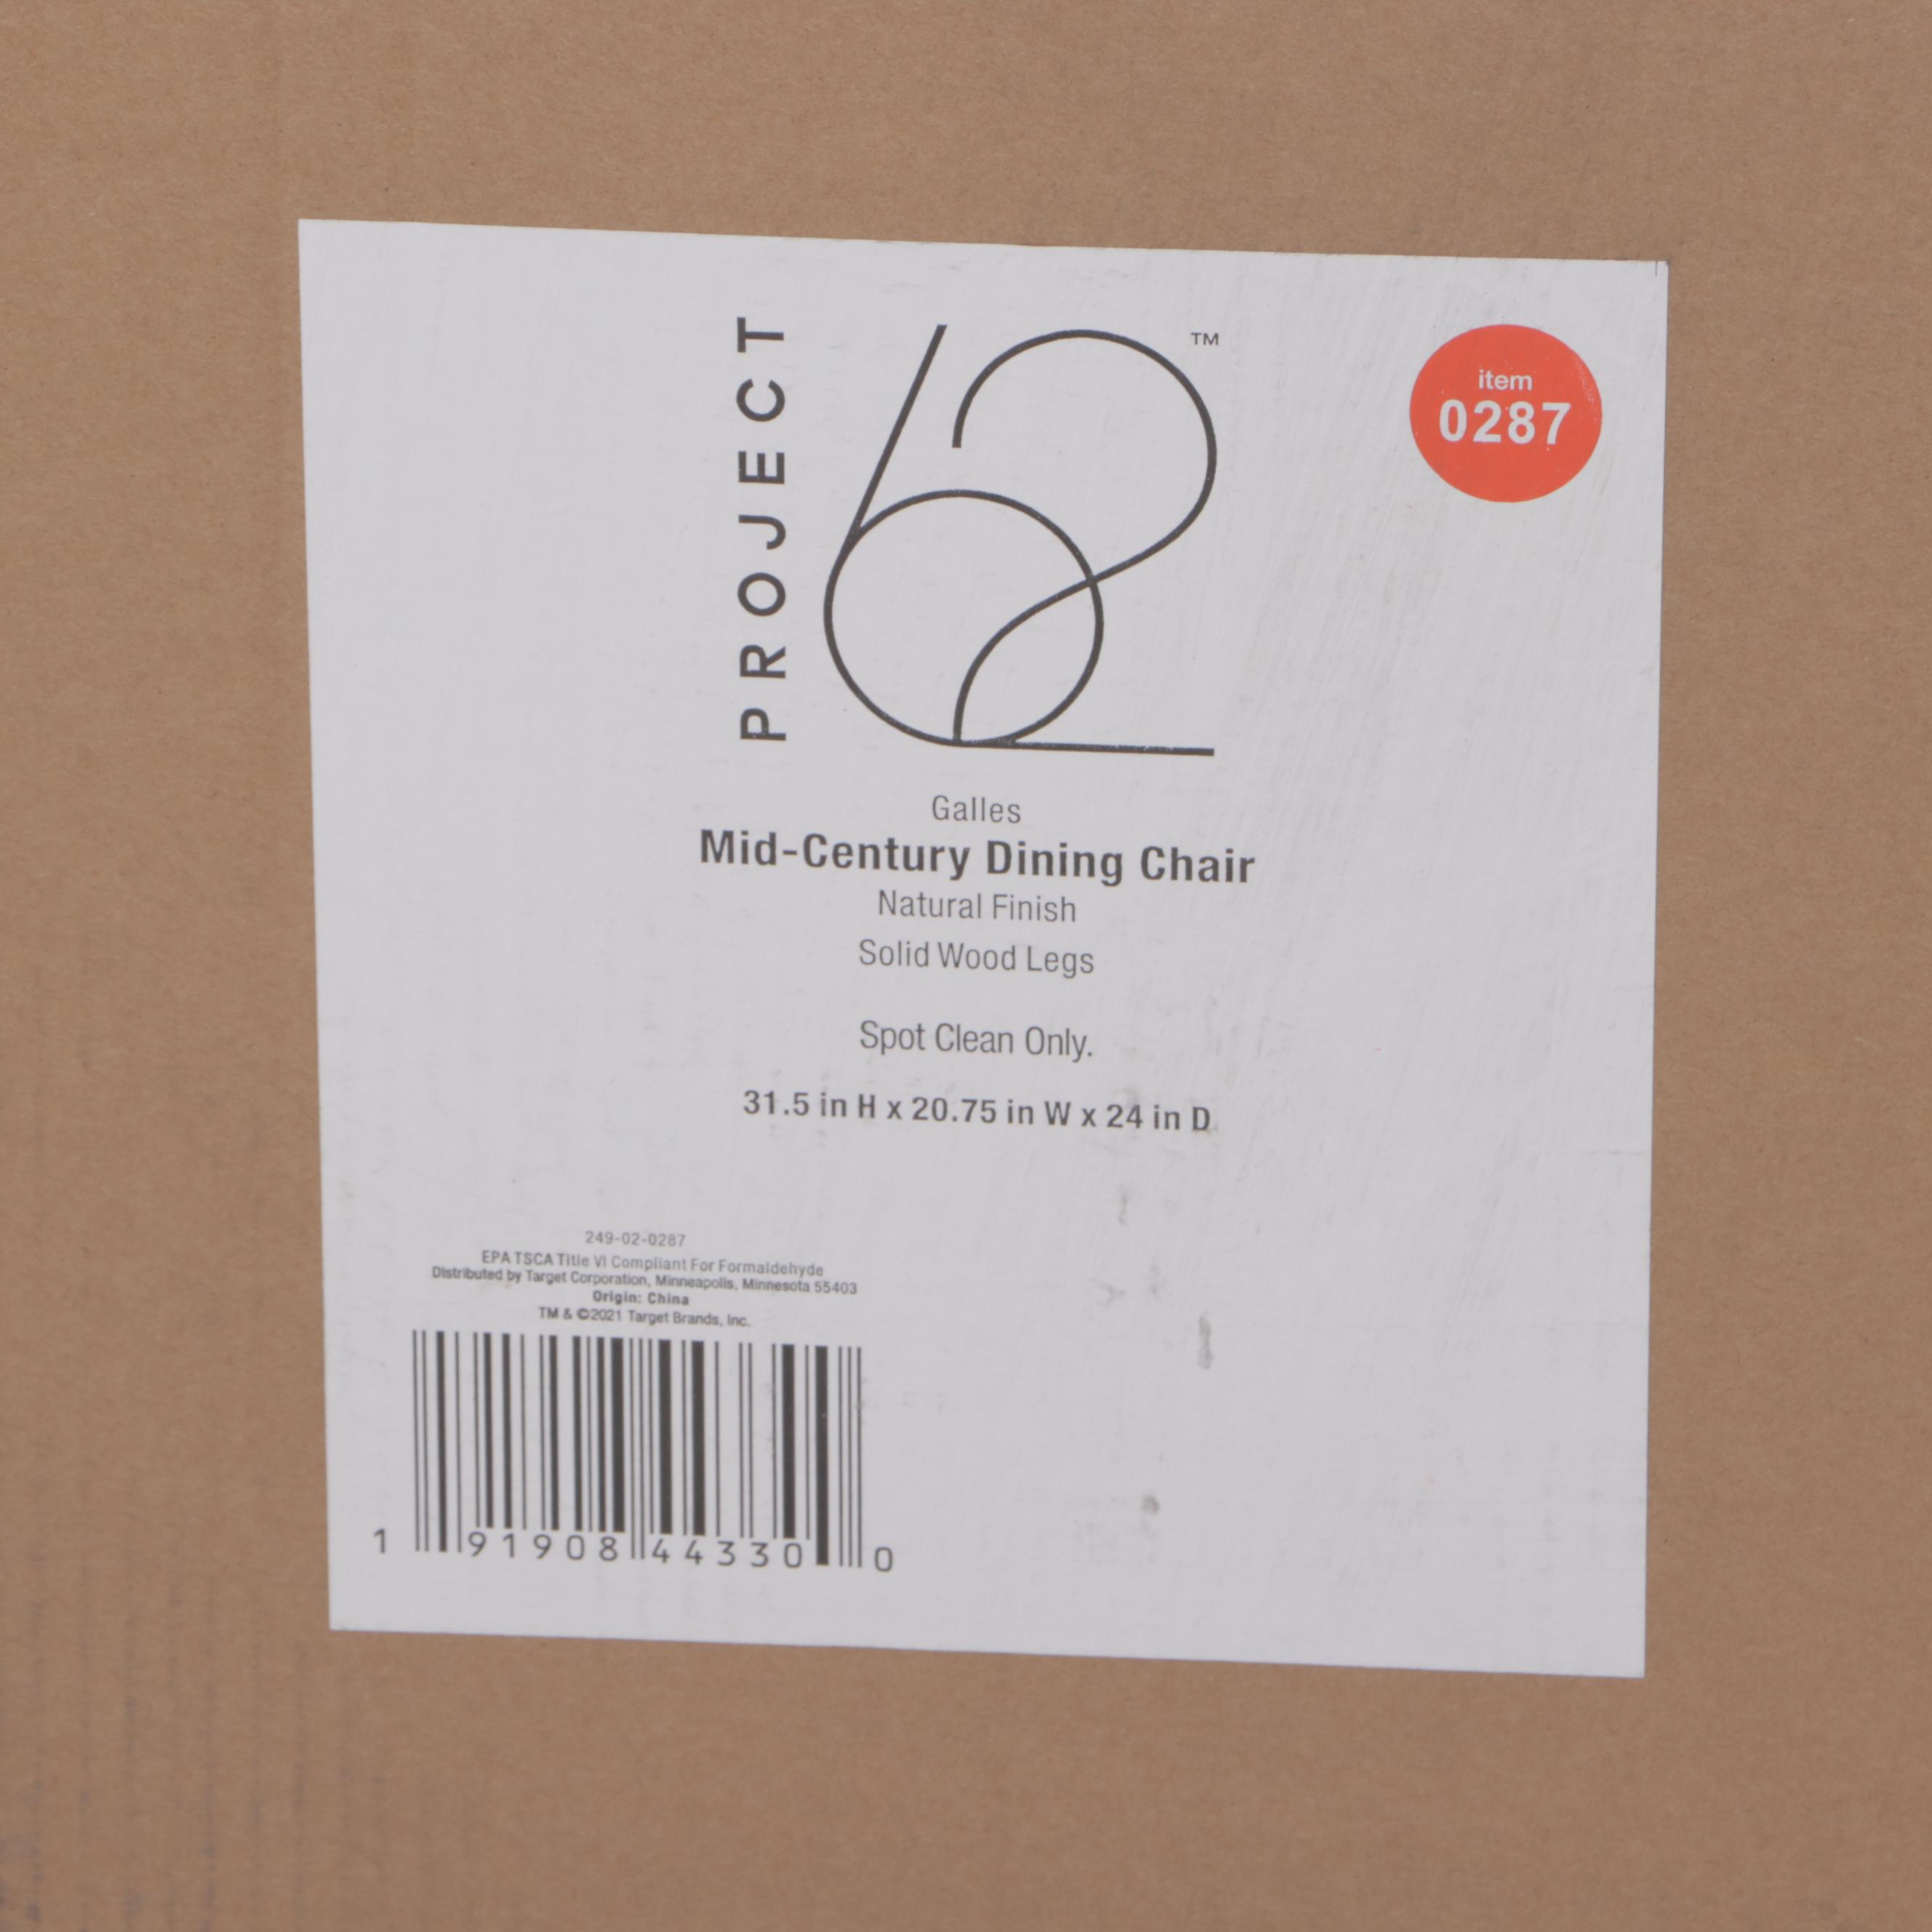 PROJECT
62
TM
item
0287
Galles
Mid-Century Dining Chair
Natural Finish
Solid Wood Legs
Spot Clean Only.
31.5 in H x 20.75 in W x 24 in D
249-02-0287
EPA TSCA Title VI Compliant For Formaldehyde
Distributed by Target Corporation, Minneapolis, Minnesota 55403
Origin: China
TM & ©2021 Target Brands, Inc.
1 91908 44330 0